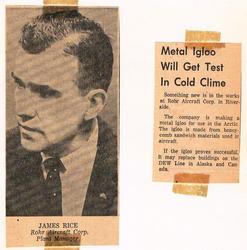 JAMES RICE
Rohr Aircraft Corp.
Plant Manager
Metal Igloo
Will Get Test
In Cold Clime
Something new is in the works
at Rohr Aircraft Corp. in River-
side.
The company is making a
metal Igloo for use in the Arctic.
The igloo is made from honey-
comb sandwich materials used in
aircraft.
If the igloo proves successful,
it may replace buildings on the
DEW Line in Alaska and Can-
ada.